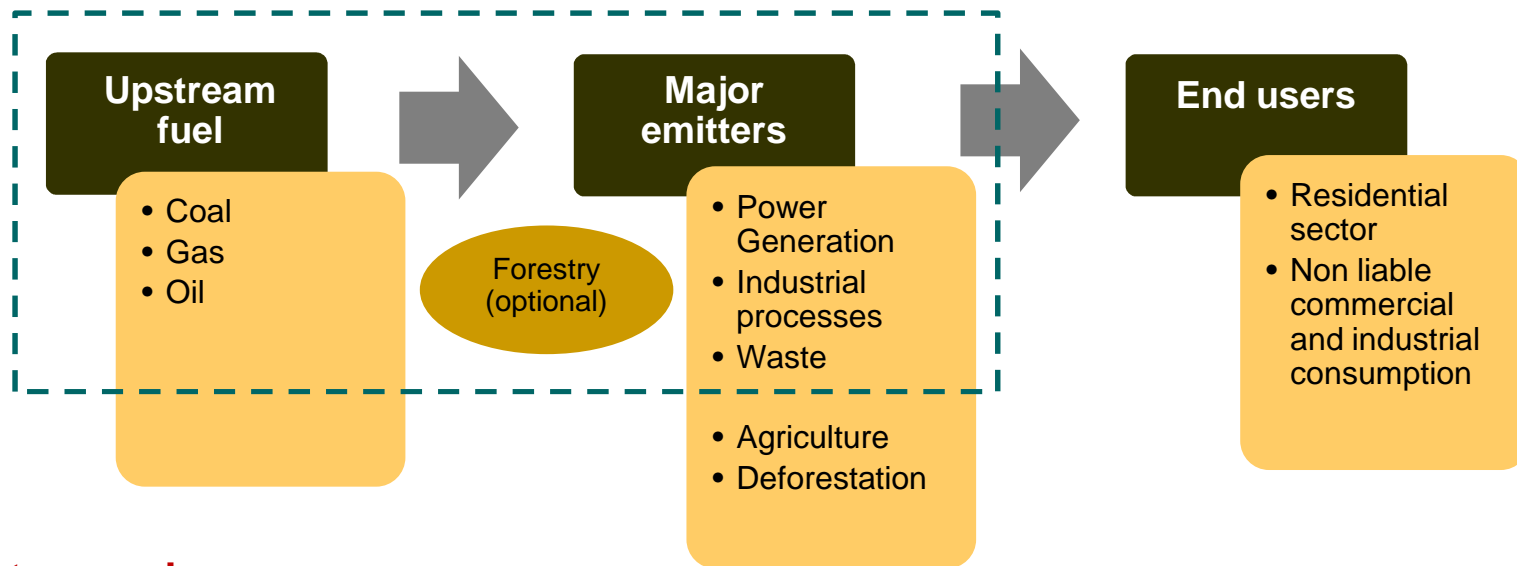 Upstream
fuel
• Coal
• Gas
• Oil
Forestry
(optional)
Major
emitters
• Power
Generation
• Industrial
processes
• Waste
• Agriculture
• Deforestation
End users
• Residential
sector
• Non liable
commercial
and industrial
consumption